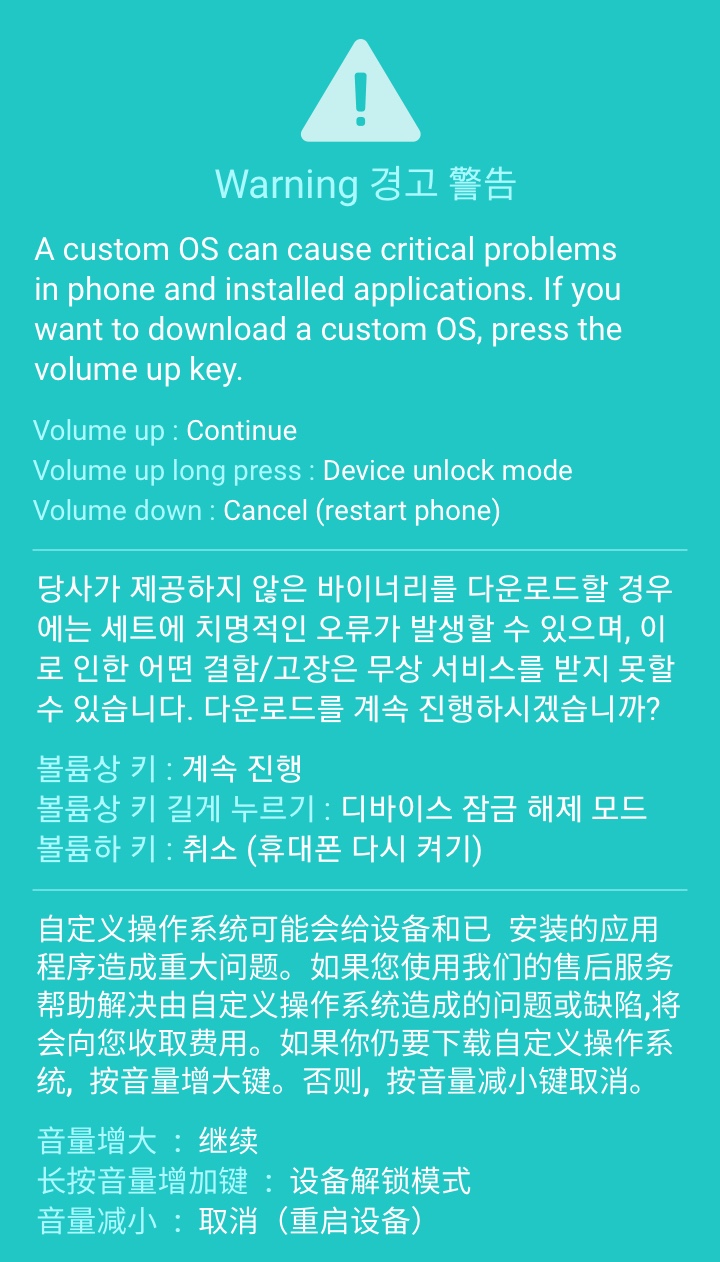 Warning 경고 警告
A custom OS can cause critical problems
in phone and installed applications. If you
want to download a custom OS, press the
volume up key.
Volume up : Continue
Volume up long press : Device unlock mode
Volume down : Cancel (restart phone)
당사가 제공하지 않은 바이너리를 다운로드할 경우
에는 세트에 치명적인 오류가 발생할 수 있으며, 이
로 인한 어떤 결함/고장은 무상 서비스를 받지 못할
수 있습니다. 다운로드를 계속 진행하시겠습니까?
볼륨상 키 : 계속 진행
볼륨상 키 길게 누르기 : 디바이스 잠금 해제 모드
볼륨하 키 : 취소 (휴대폰 다시 켜기)
自定义操作系统可能会给设备和已 安装的应用
程序造成重大问题。如果您使用我们的售后服务
帮助解决由自定义操作系统造成的问题或缺陷,将
会向您收取费用。如果你仍要下载自定义操作系
统, 按音量增大键。否则, 按音量减小键取消。
音量增大 : 继续
长按音量增加键 : 设备解锁模式
音量减小 : 取消（重启设备）